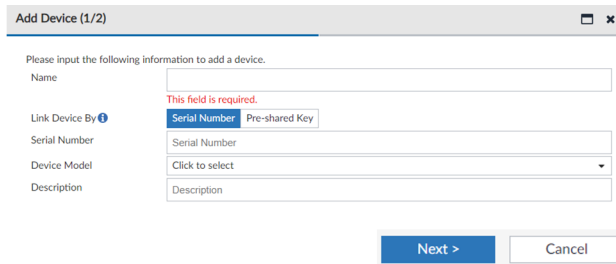 Add Device (1/2)
Please input the following information to add a device.
Name
This field is required.
Link Device By Serial Number Pre-shared Key
Serial Number Serial Number
Device Model Click to select
Description Description
Next > Cancel